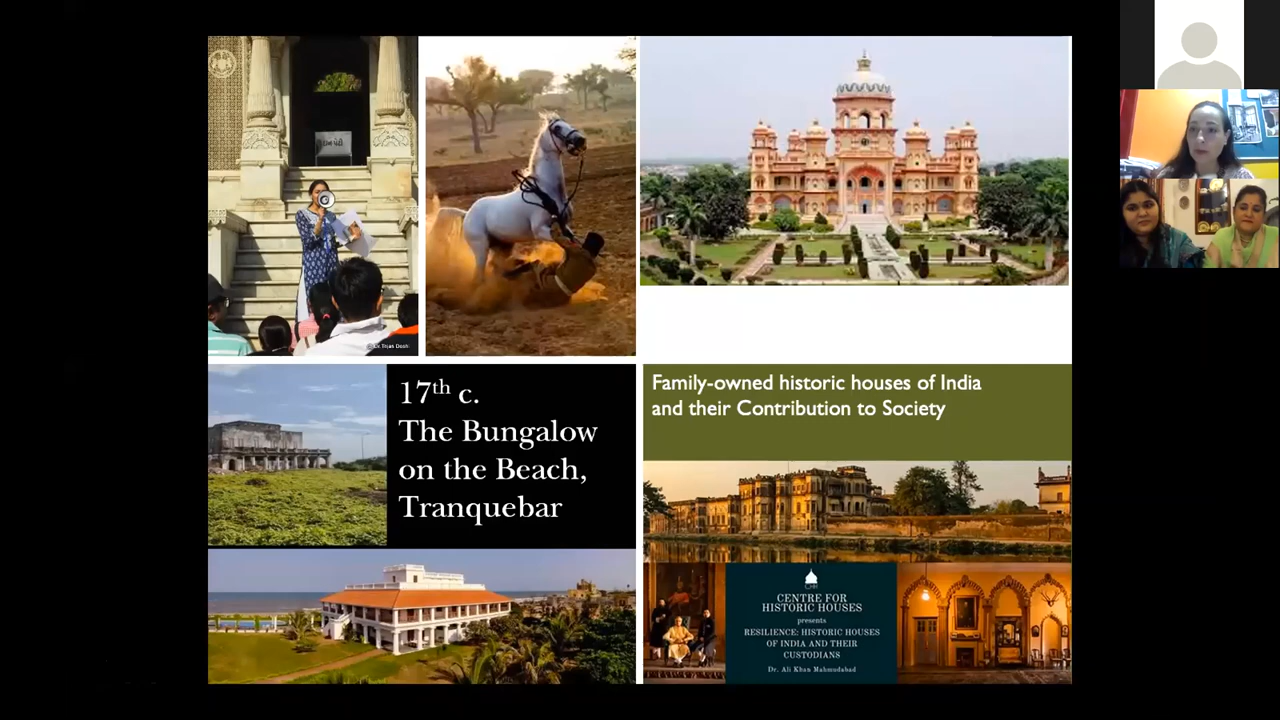 17th c.
The Bungalow
on the Beach,
Tranquebar
Family-owned historic houses of India
and their Contribution to Society
CENTRE FOR
HISTORIC HOUSES
presents
RESILIENCE: HISTORIC HOUSES
OF INDIA AND THEIR
CUSTODIANS
Dr. Ali Khan Mahmudabad